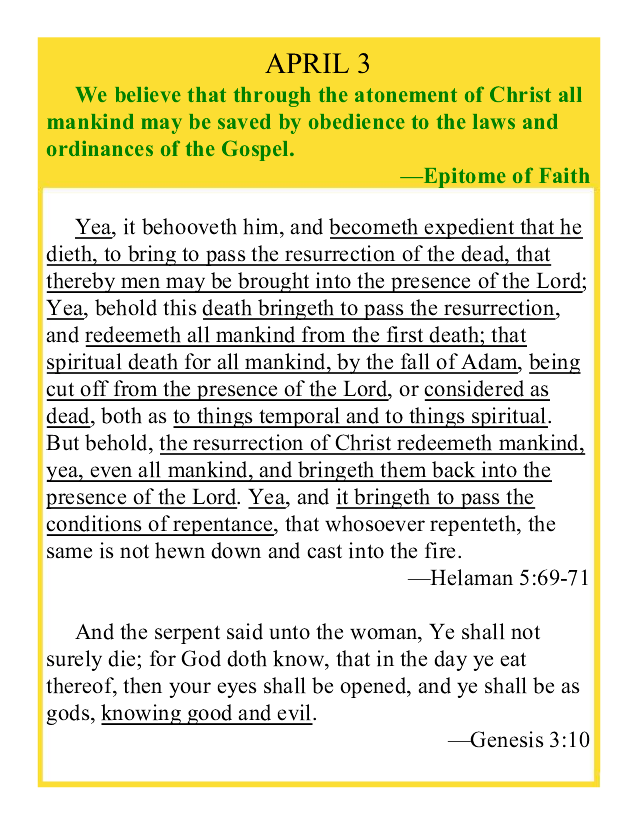 APRIL 3
We believe that through the atonement of Christ all
mankind may be saved by obedience to the laws and
ordinances of the Gospel.
—Epitome of Faith
Yea, it behooveth him, and becometh expedient that he
dieth, to bring to pass the resurrection of the dead, that
thereby men may be brought into the presence of the Lord;
Yea, behold this death bringeth to pass the resurrection,
and redeemeth all mankind from the first death; that
spiritual death for all mankind, by the fall of Adam, being
cut off from the presence of the Lord, or considered as
dead, both as to things temporal and to things spiritual.
But behold, the resurrection of Christ redeemeth mankind,
yea, even all mankind, and bringeth them back into the
presence of the Lord. Yea, and it bringeth to pass the
conditions of repentance, that whosoever repenteth, the
same is not hewn down and cast into the fire.
—Helaman 5:69-71
And the serpent said unto the woman, Ye shall not
surely die; for God doth know, that in the day ye eat
thereof, then your eyes shall be opened, and ye shall be as
gods, knowing good and evil.
—Genesis 3:10